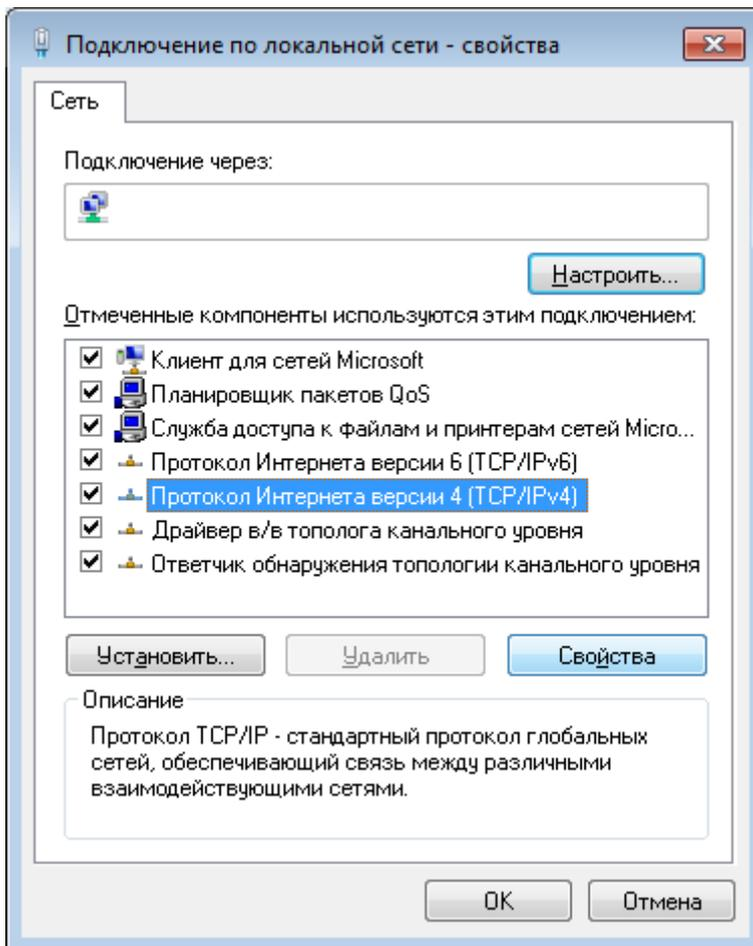 Подключение по локальной сети - свойства
Сеть
Подключение через:
Настроить...
Отмеченные компоненты используются этим подключением:
Клиент для сетей Microsoft
Планировщик пакетов QoS
Служба доступа к файлам и принтерам сетей Micro...
Протокол Интернета версии 6 (TCP/IPv6)
Протокол Интернета версии 4 (TCP/IPv4)
Драйвер в/в тополога канального уровня
Ответчик обнаружения топологии канального уровня
Установить...
Удалить
Свойства
Описание
Протокол TCP/IP - стандартный протокол глобальных
сетей, обеспечивающий связь между различными
взаимодействующими сетями.
OK
Отмена